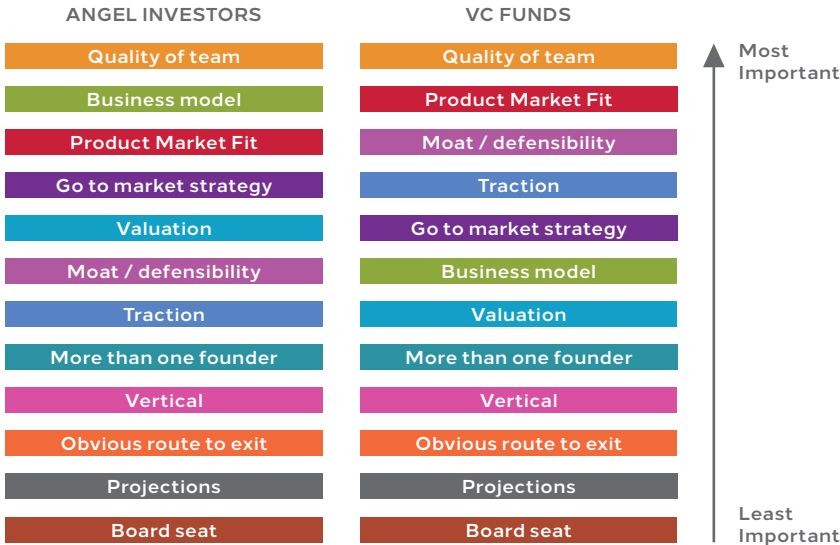 ANGEL INVESTORS
Quality of team
Business model
Product Market Fit
Go to market strategy
Valuation
Moat / defensibility
Traction
More than one founder
Vertical
Obvious route to exit
Projections
Board seat
VC FUNDS
Quality of team
Product Market Fit
Moat / defensibility
Traction
Go to market strategy
Business model
Valuation
More than one founder
Vertical
Obvious route to exit
Projections
Board seat
Most
Important
Least
Important